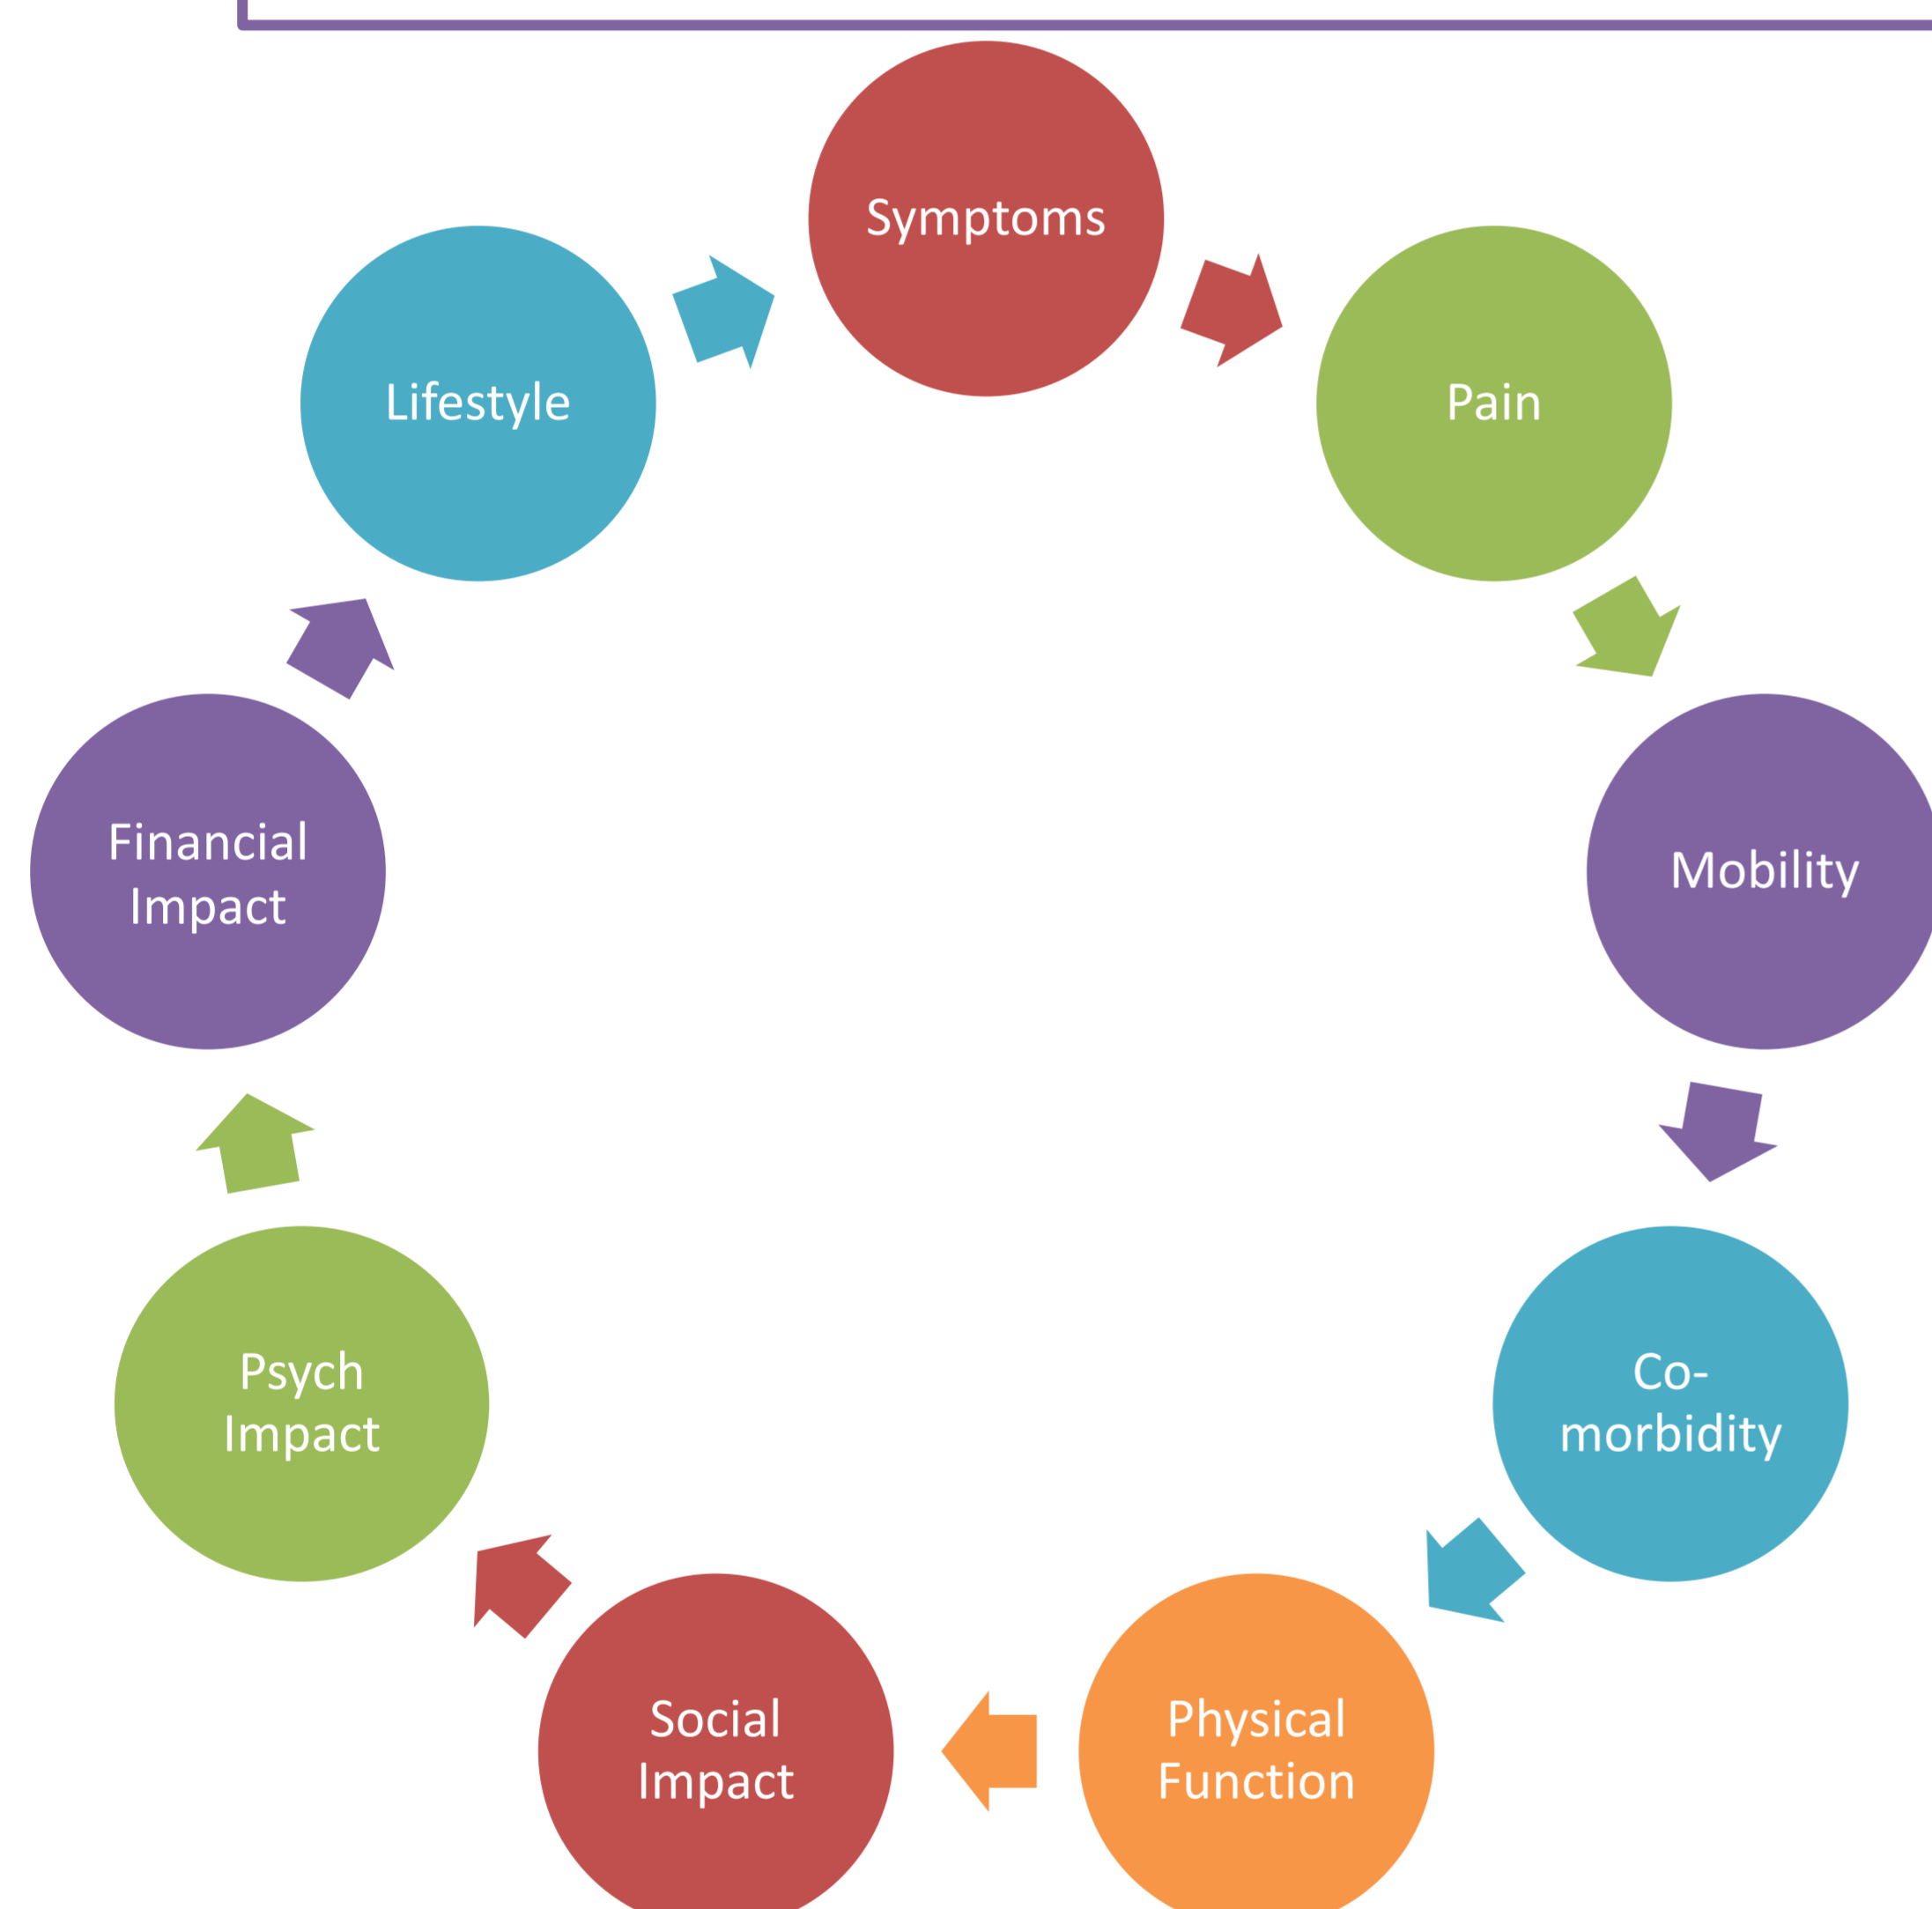 Symptoms
Pain
Mobility
Co-
morbidity
Physical
Function
Social
Impact
Psych
Impact
Financial
Impact
Lifestyle